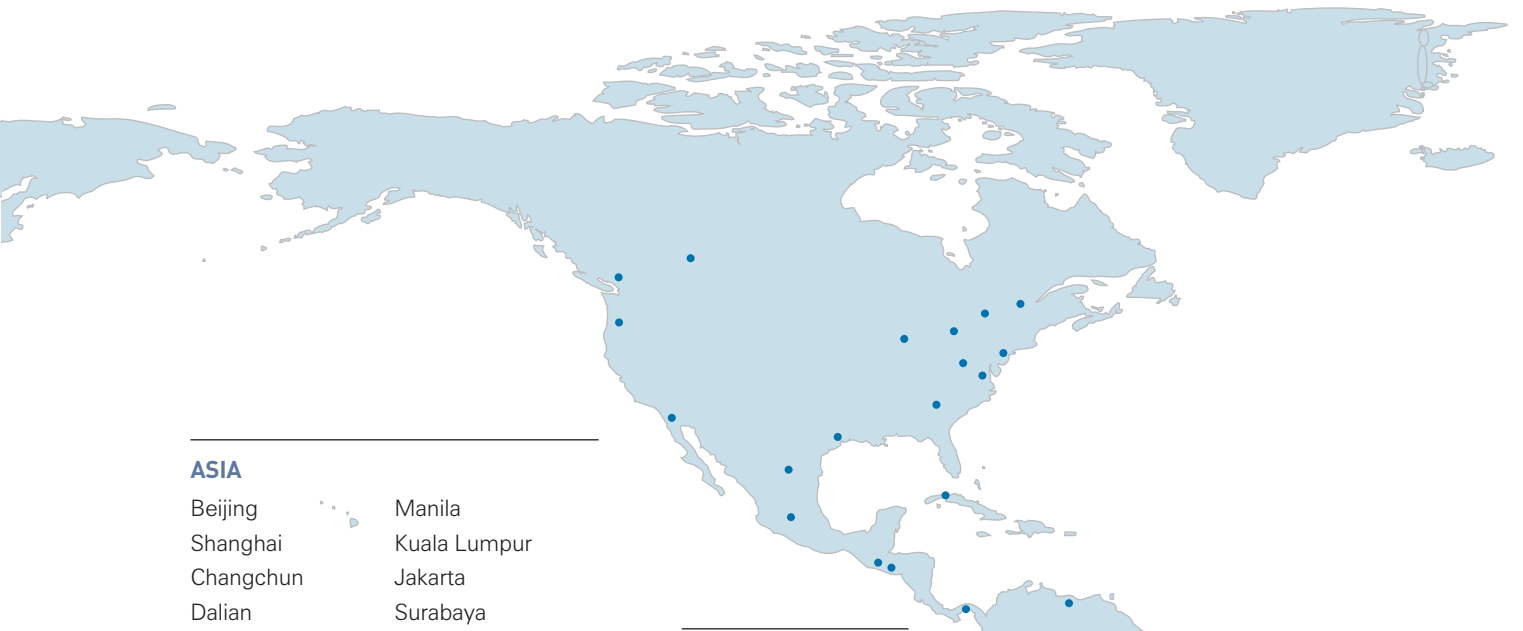 ASIA
Beijing
Shanghai
Changchun
Dalian
Manila
Kuala Lumpur
Jakarta
Surabaya